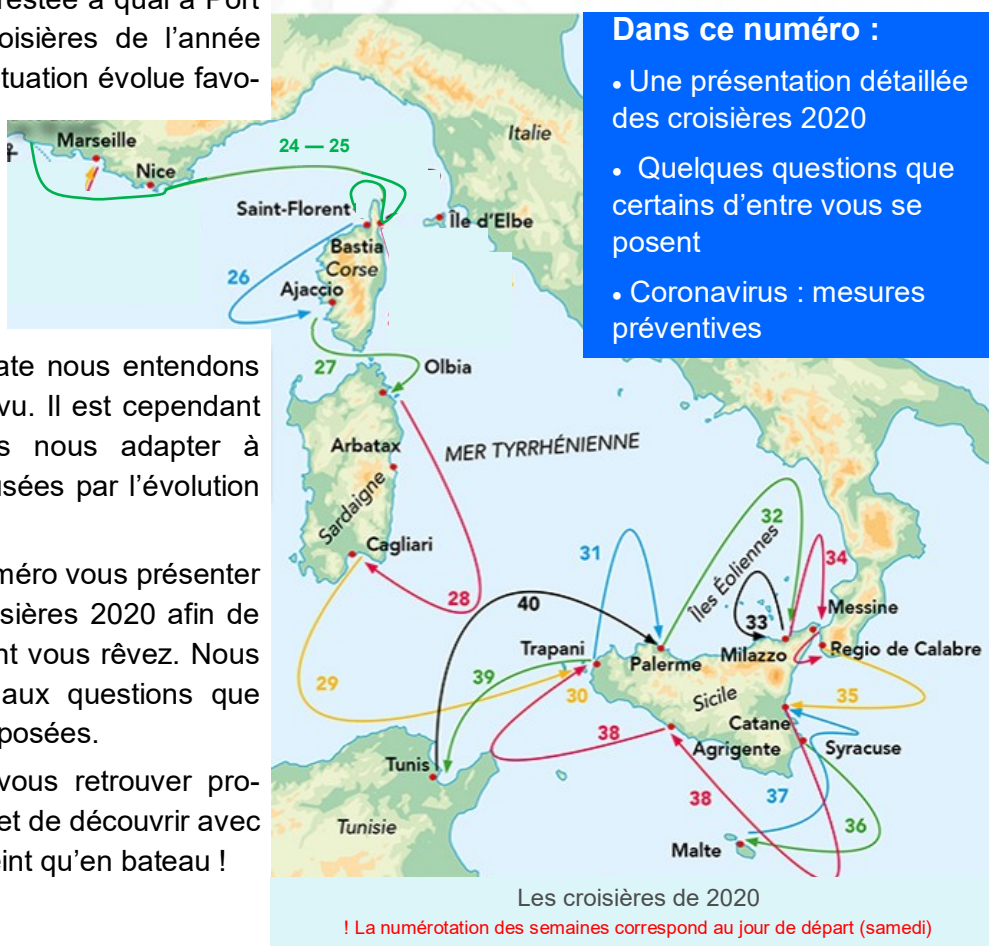 restée à quai à Port
oisières de l'année
tuation évolue favo-
Dans ce numéro :
• Une présentation détaillée
des croisières 2020
• Quelques questions que
certains d'entre vous se
posent
• Coronavirus : mesures
préventives
Marseille
Nice
24 — 25
Italie
Saint-Florent
Île d'Elbe
Bastia
Corse
26
Ajaccio
27
Olbia
ate nous entendons
vu. Il est cependant
s nous adapter à
usées par l'évolution
Arbatax
MER TYRRHÉNIENNE
Sardaigne
Cagliari
méro vous présenter
isières 2020 afin de
nt vous rêvez. Nous
aux questions que
posées.
vous retrouver pro-
et de découvrir avec
eint qu'en bateau !
28
29
40
31
32
Îles Éoliennes
34
33
Messine
Trapani
Palerme
Milazzo
Regio de Calabre
39
30
Sicile
35
38
Catane
Agrigente
Syracuse
Tunis
38
37
36
Tunisie
Malte
Les croisières de 2020
! La numérotation des semaines correspond au jour de départ (samedi)